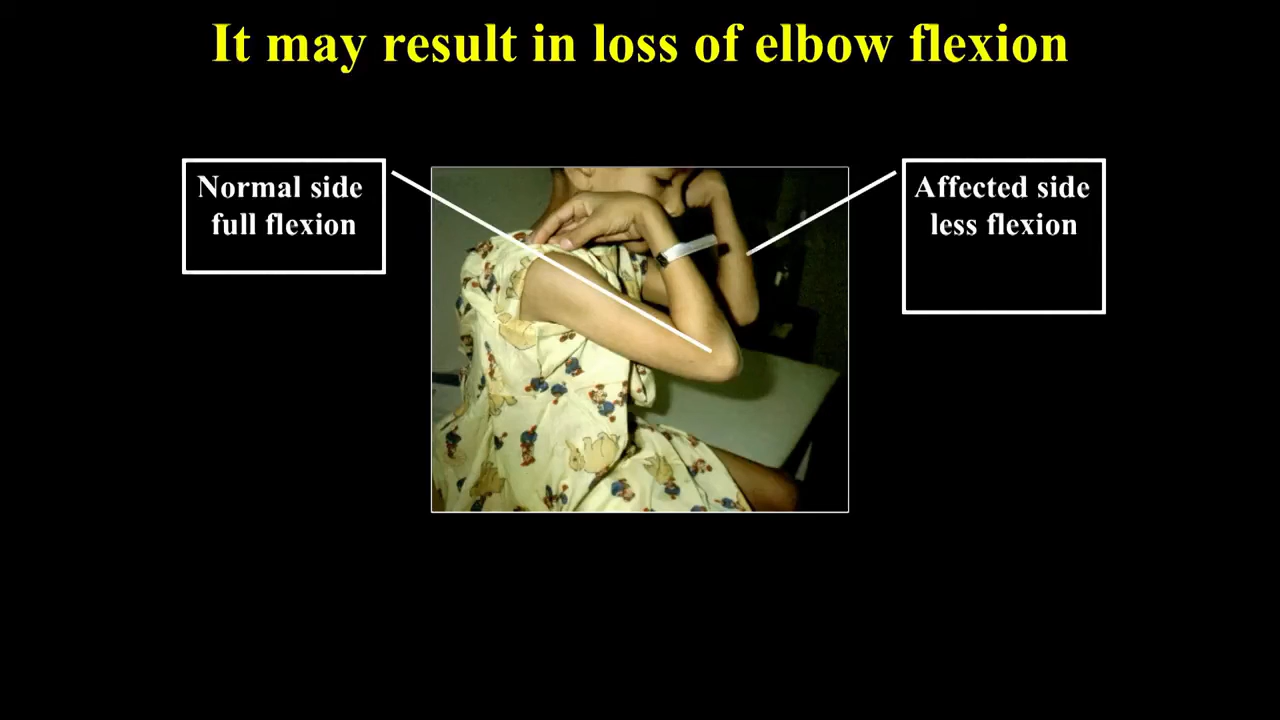 It may result in loss of elbow flexion
Normal side
full flexion
Affected side
less flexion